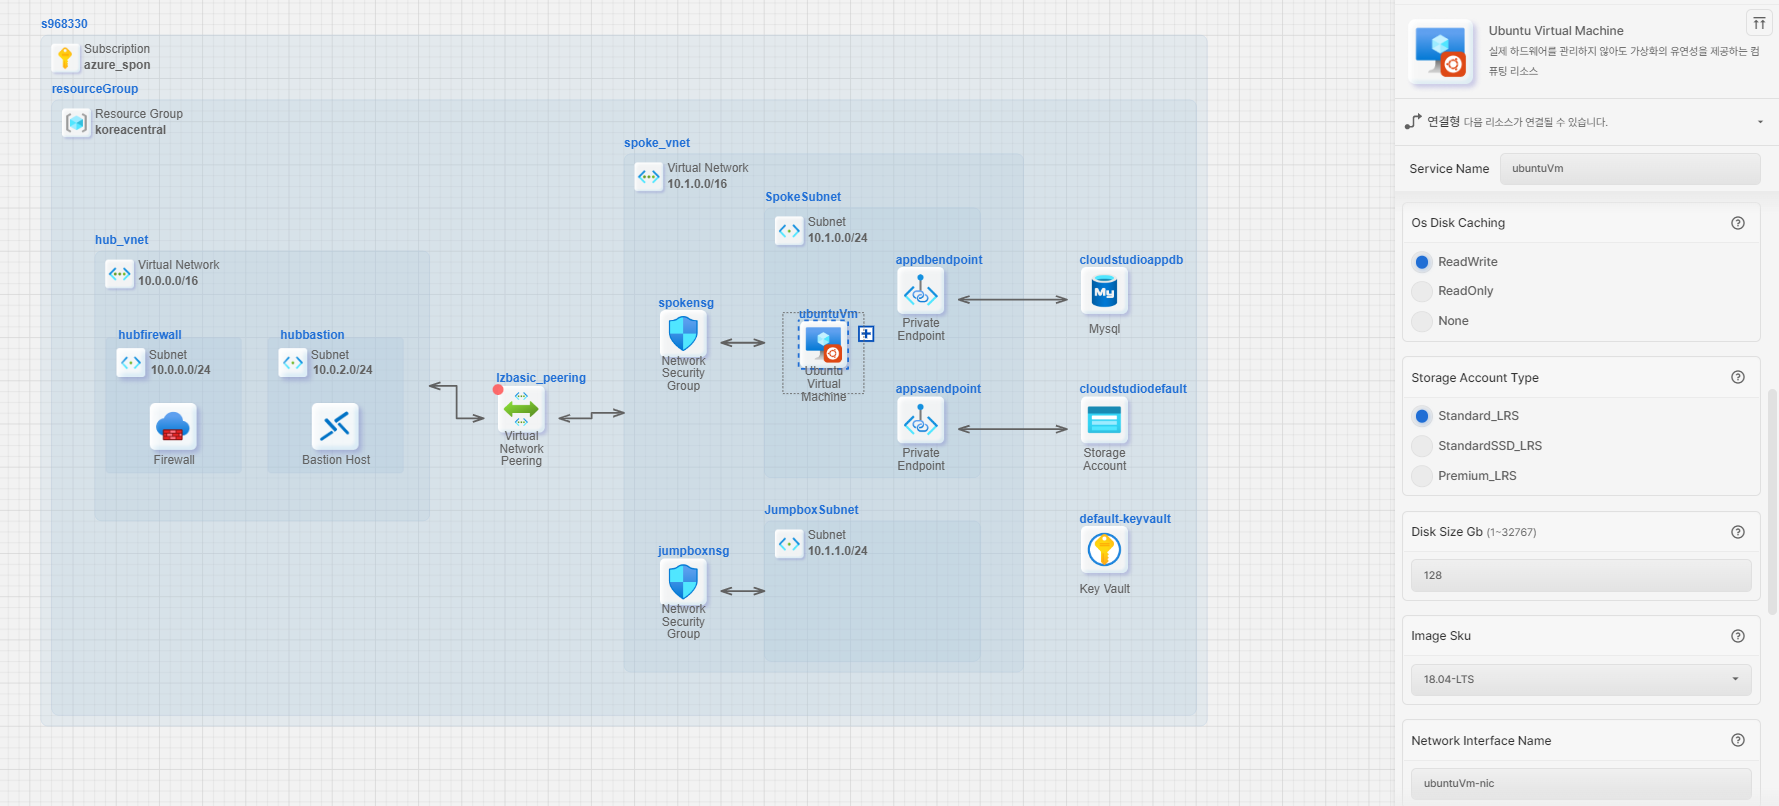 s968330
Subscription
azure_spon
resourceGroup
Resource Group
koreacentral
hub_vnet
Virtual Network
10.0.0.0/16
hubfirewall
Subnet
10.0.0.0/24
Firewall
hubbastion
Subnet
10.0.2.0/24
Bastion Host
lzbasic_peering
Virtual
Network
Peering
spoke_vnet
Virtual Network
10.1.0.0/16
spokensg
Network
Security
Group
SpokeSubnet
Subnet
10.1.0.0/24
ubuntuVm
Ubuntu
Virtual
Machine
appdbendpoint
Private
Endpoint
appsaendpoint
Private
Endpoint
jumpboxnsg
Network
Security
Group
JumpboxSubnet
Subnet
10.1.1.0/24
cloudstudioappdb
My
Mysql
cloudstudiodefault
Storage
Account
default-keyvault
Key Vault
Ubuntu Virtual Machine
실제 하드웨어를 관리하지 않아도 가상화의 유연성을 제공하는 컴
퓨팅 리소스
연결형 다음 리소스가 연결될 수 있습니다.
Service Name ubuntuVm
Os Disk Caching
ReadWrite
ReadOnly
None
Storage Account Type
Standard_LRS
StandardSSD_LRS
Premium_LRS
Disk Size Gb (1~32767)
128
Image Sku
18.04-LTS
Network Interface Name
ubuntuVm-nic